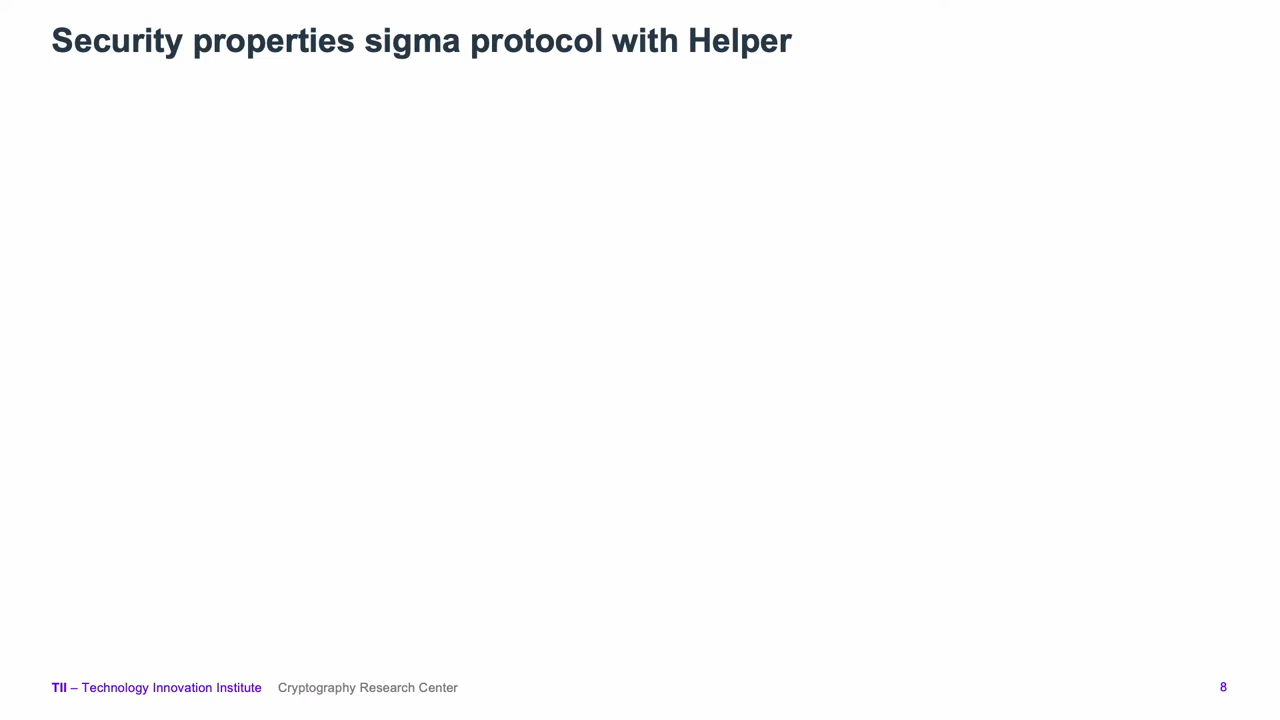 Security properties sigma protocol with Helper
TII – Technology Innovation Institute Cryptography Research Center 8